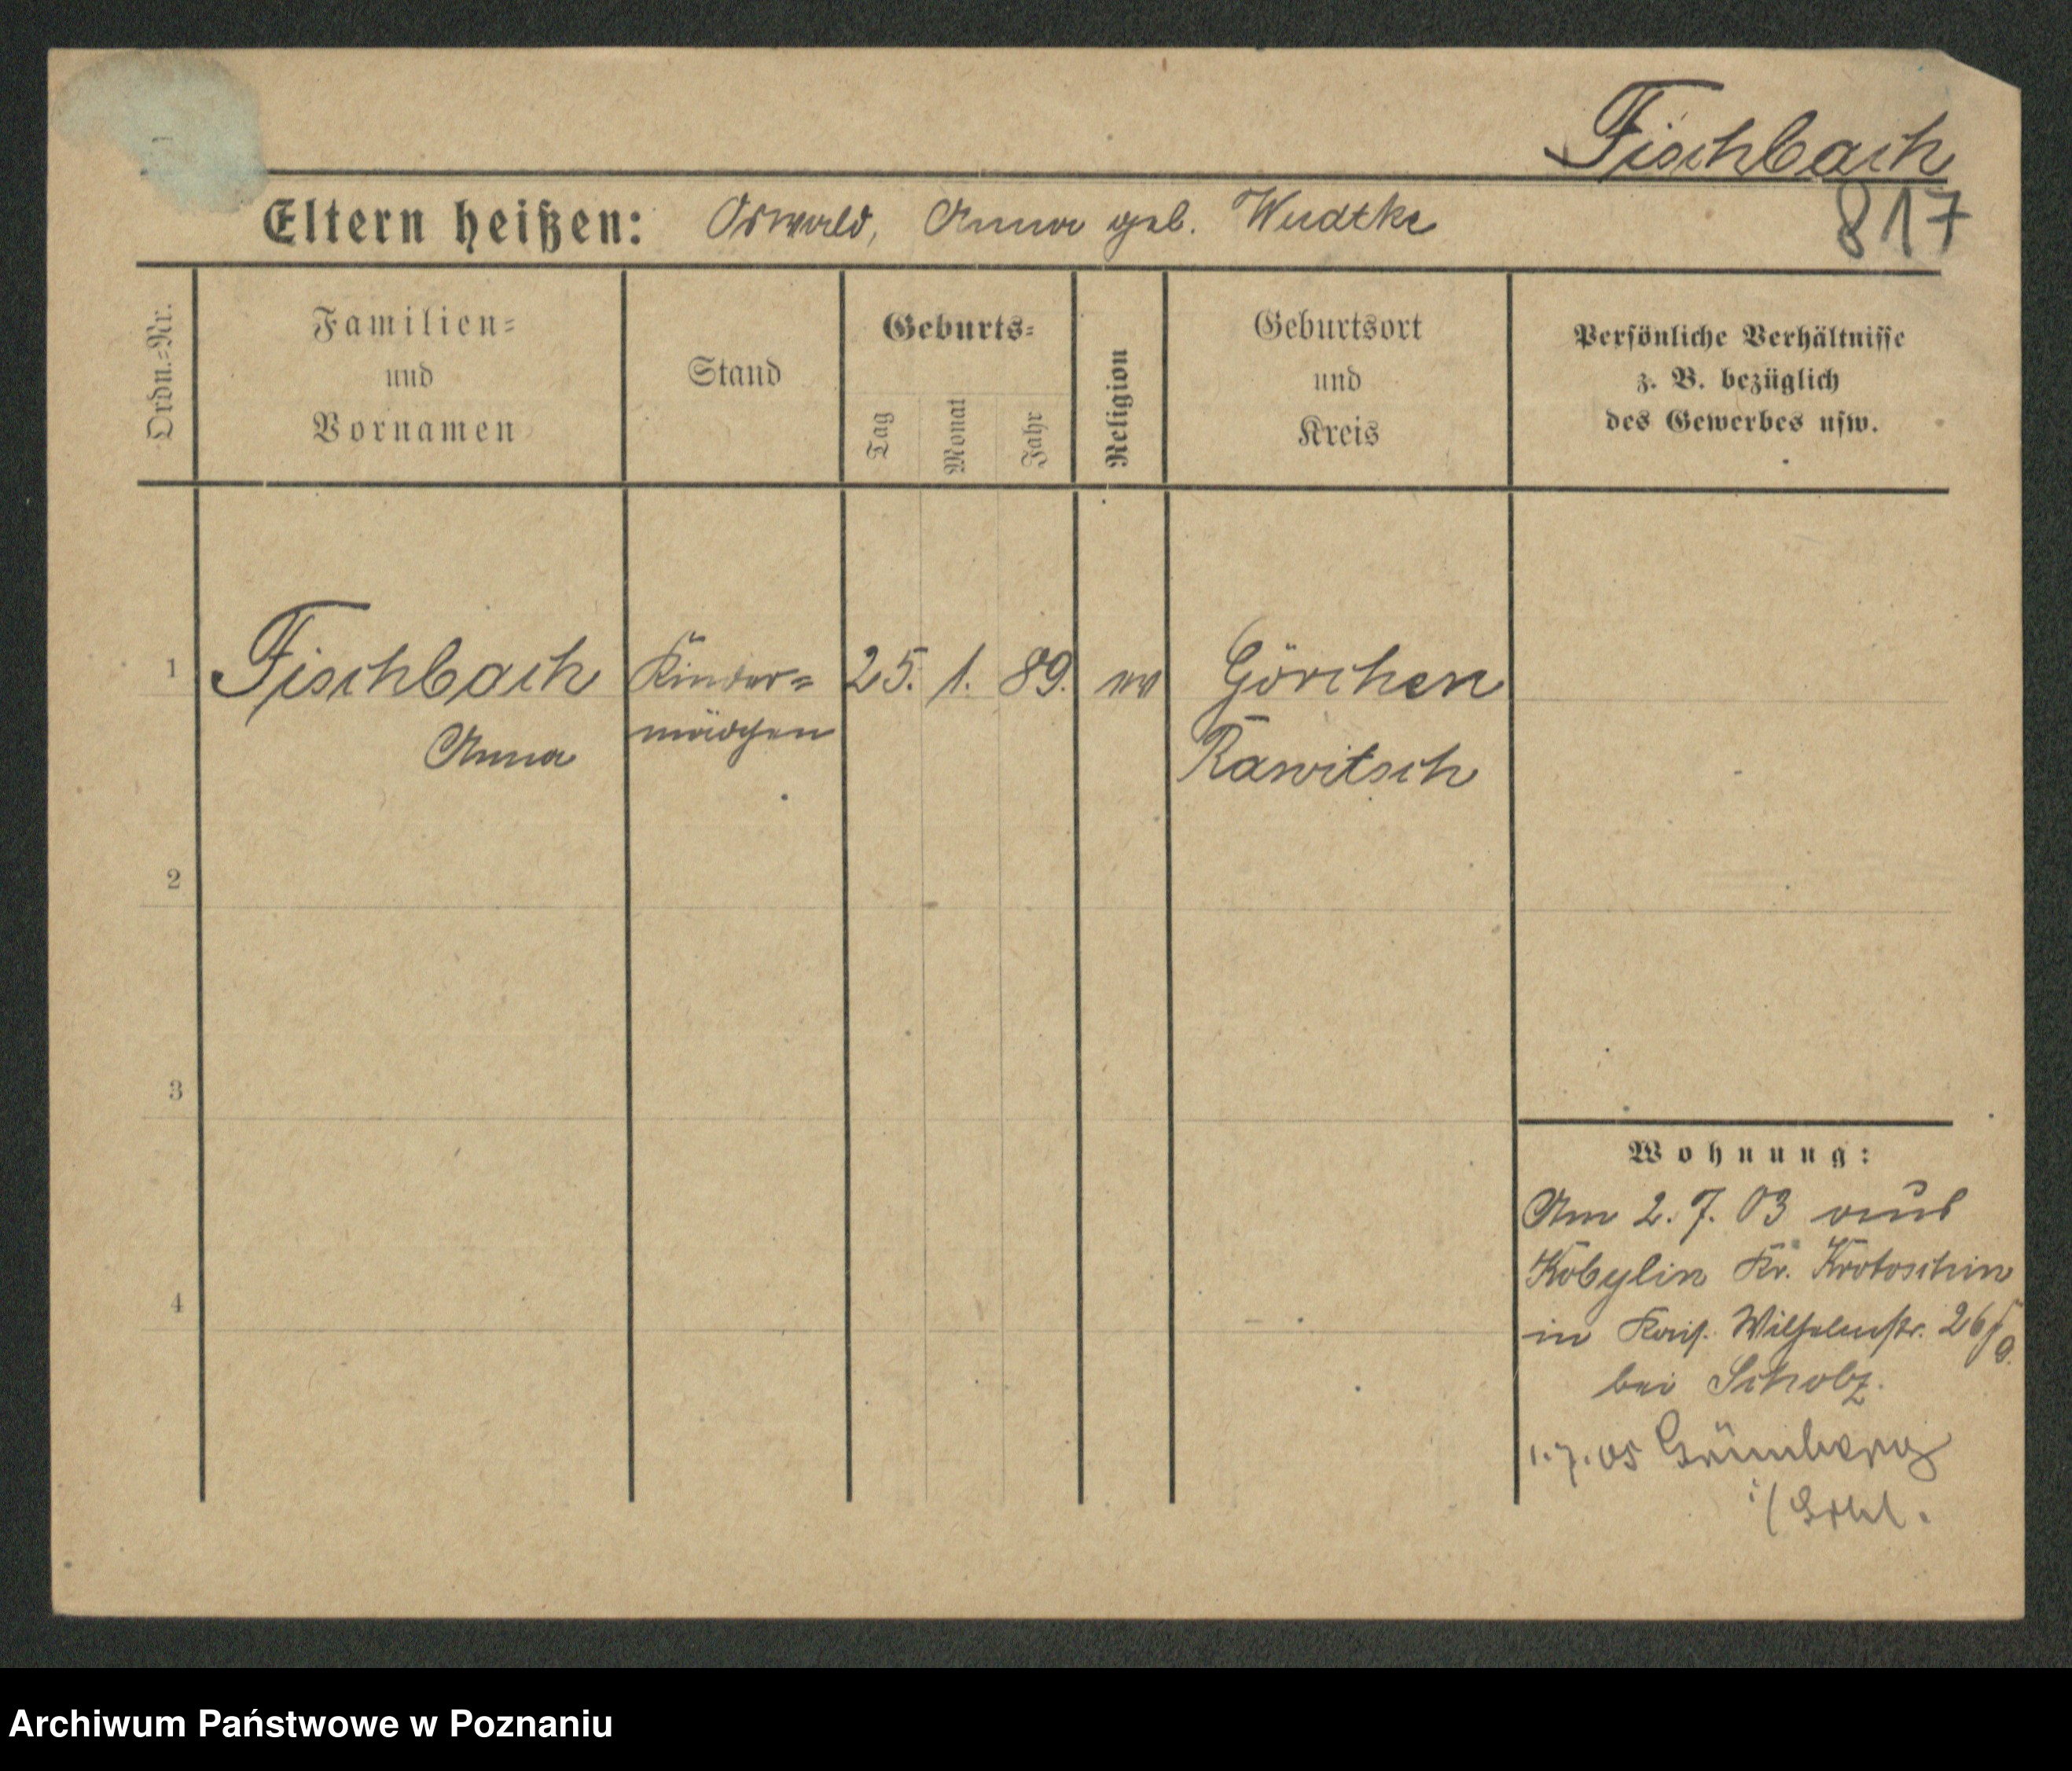 Fischbach
817
Eltern heißen: Oswald, Anna geb. Wudtke
Ordn.-Nr.
Familien-
und
Vornamen
Stand
Geburts-
Tag
Monat
Jahr
Religion
Geburtsort
und
Kreis
Persönliche Verhältnisse
z. B. bezüglich
des Gewerbes usw.
1 Fischbach Kinder- 25. 1. 89. ev Görchen
Anna mädchen Rawitsch
2
3
4
Wohnung:
Am 2. 7. 03 aus
Kobylin Kr. Krotoschin
in Kais. Wilhelmstr. 26
bei Scholz.
1.7.05 Grünberg
i/Schl.
Archiwum Państwowe w Poznaniu